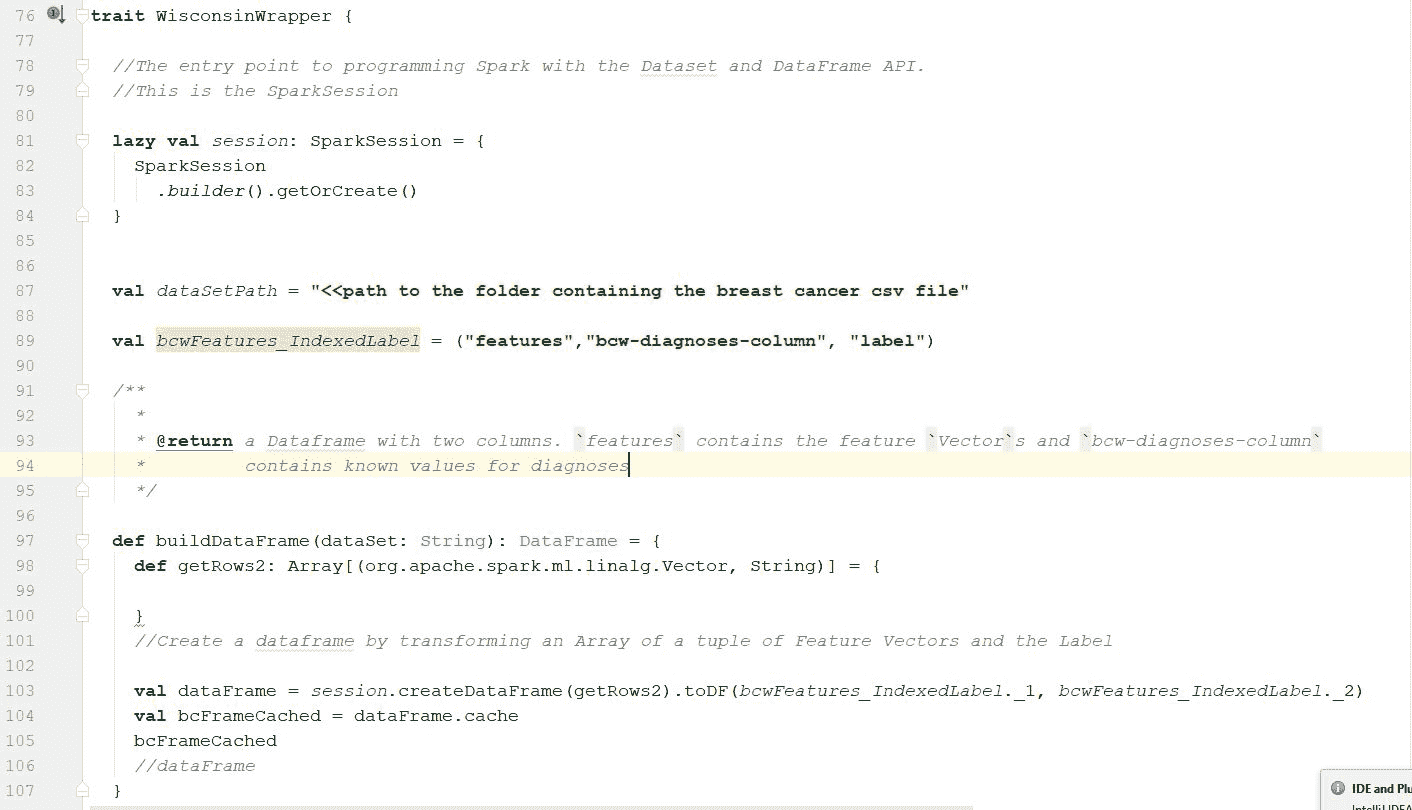 76 trait WisconsinWrapper {
77
78 //The entry point to programming Spark with the Dataset and DataFrame API.
79 //This is the SparkSession
80
81 lazy val session: SparkSession = {
82 SparkSession
83 .builder().getOrCreate()
84 }
85
86
87 val dataSetPath = "<<path to the folder containing the breast cancer csv file"
88
89 val bcwFeatures_IndexedLabel = ("features","bcw-diagnoses-column", "label")
90
91 /**
92 *
93 * @return a Dataframe with two columns. `features` contains the feature `Vector`s and `bcw-diagnoses-column`
94 * contains known values for diagnoses
95 */
96
97 def buildDataFrame(dataSet: String): DataFrame = {
98 def getRows2: Array[(org.apache.spark.ml.linalg.Vector, String)] = {
99
100 }
101 //Create a dataframe by transforming an Array of a tuple of Feature Vectors and the Label
102
103 val dataFrame = session.createDataFrame(getRows2).toDF(bcwFeatures_IndexedLabel._1, bcwFeatures_IndexedLabel._2)
104 val bcFrameCached = dataFrame.cache
105 bcFrameCached
106 //dataFrame
107 }
IDE and Plu